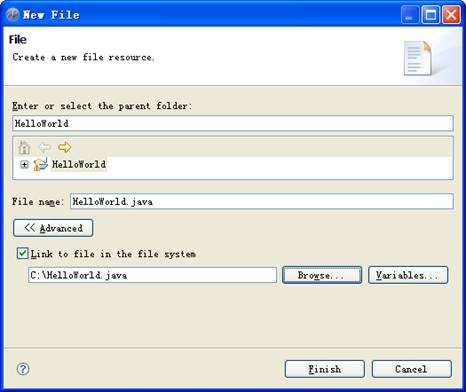 New File
File
Create a new file resource.
Enter or select the parent folder:
HelloWorld
HelloWorld
File name: HelloWorld.java
<< Advanced
Link to file in the file system
C:\HelloWorld.java Browse... Variables...
? Finish Cancel